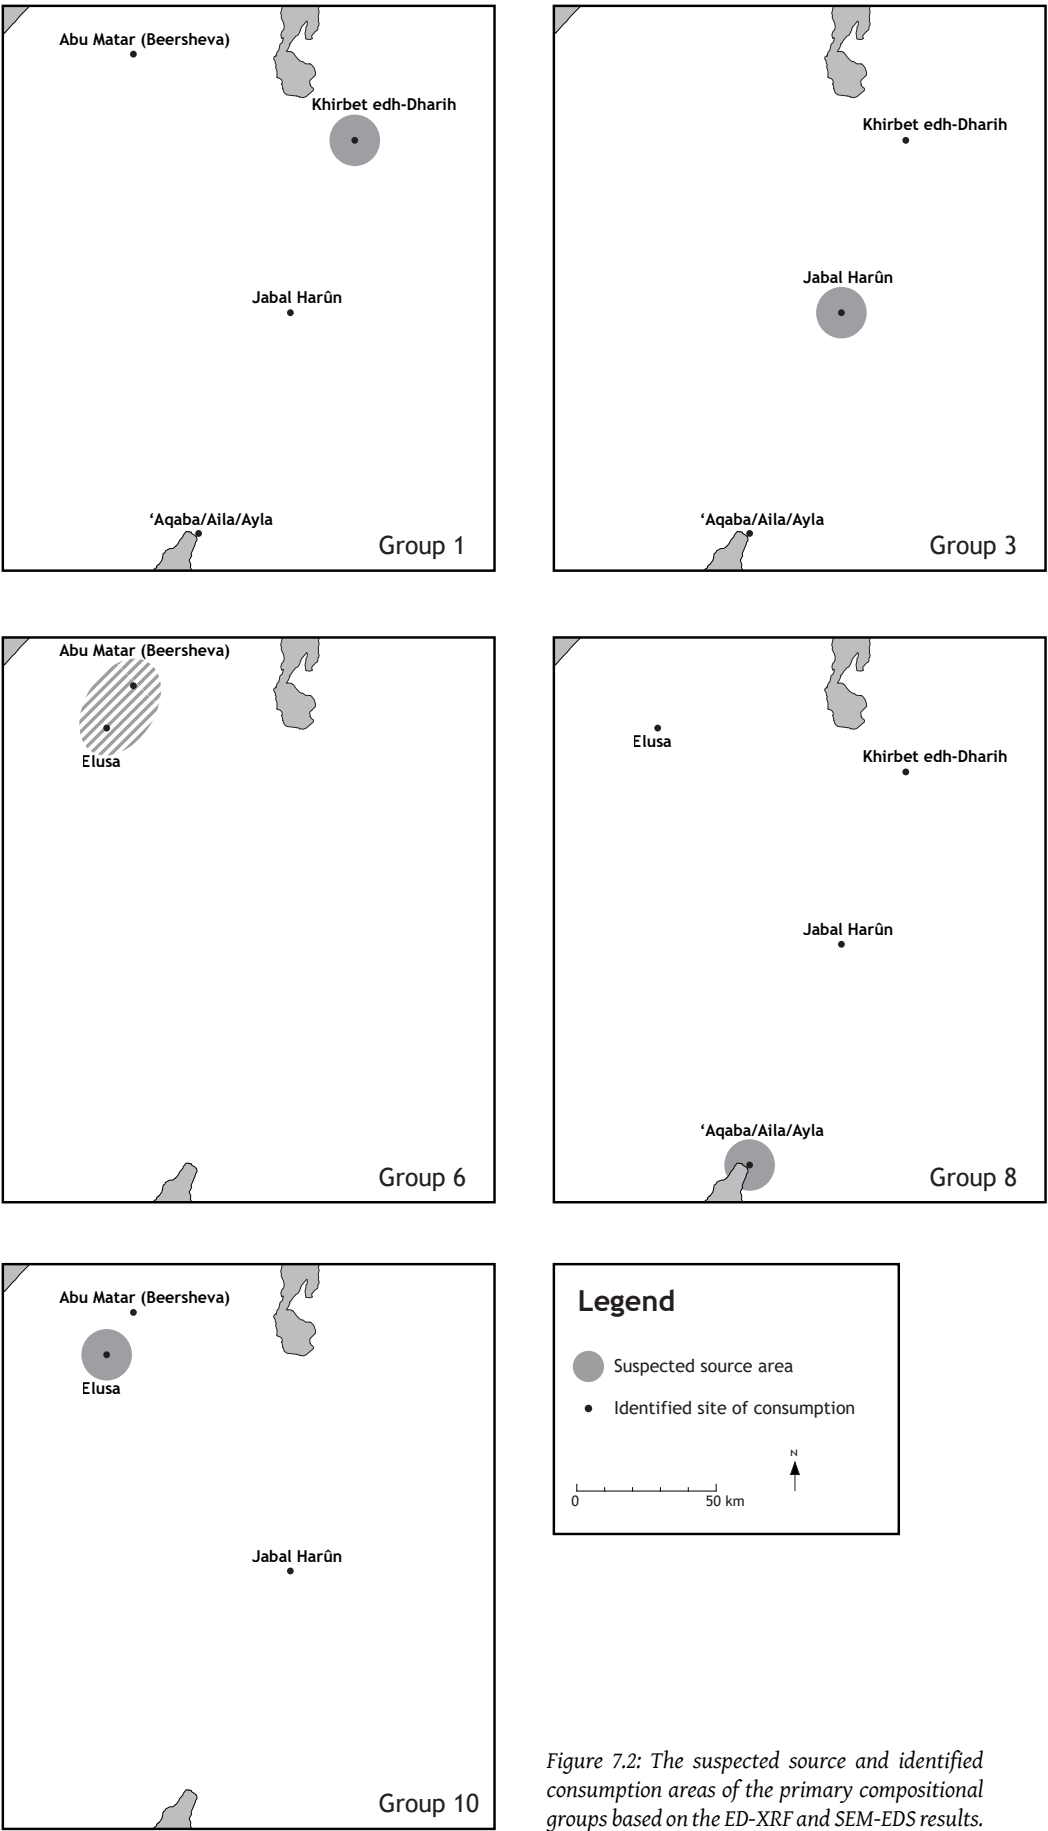 Abu Matar (Beersheva)
Khirbet edh-Dharih
Jabal Harûn
‘Aqaba/Aila/Ayla
Group 1
Khirbet edh-Dharih
Jabal Harûn
‘Aqaba/Aila/Ayla
Group 3
Abu Matar (Beersheva)
Elusa
Group 6
Elusa
Khirbet edh-Dharih
Jabal Harûn
‘Aqaba/Aila/Ayla
Group 8
Abu Matar (Beersheva)
Elusa
Jabal Harûn
Group 10
Legend
Suspected source area
Identified site of consumption
N
0 50 km
Figure 7.2: The suspected source and identified
consumption areas of the primary compositional
groups based on the ED-XRF and SEM-EDS results.